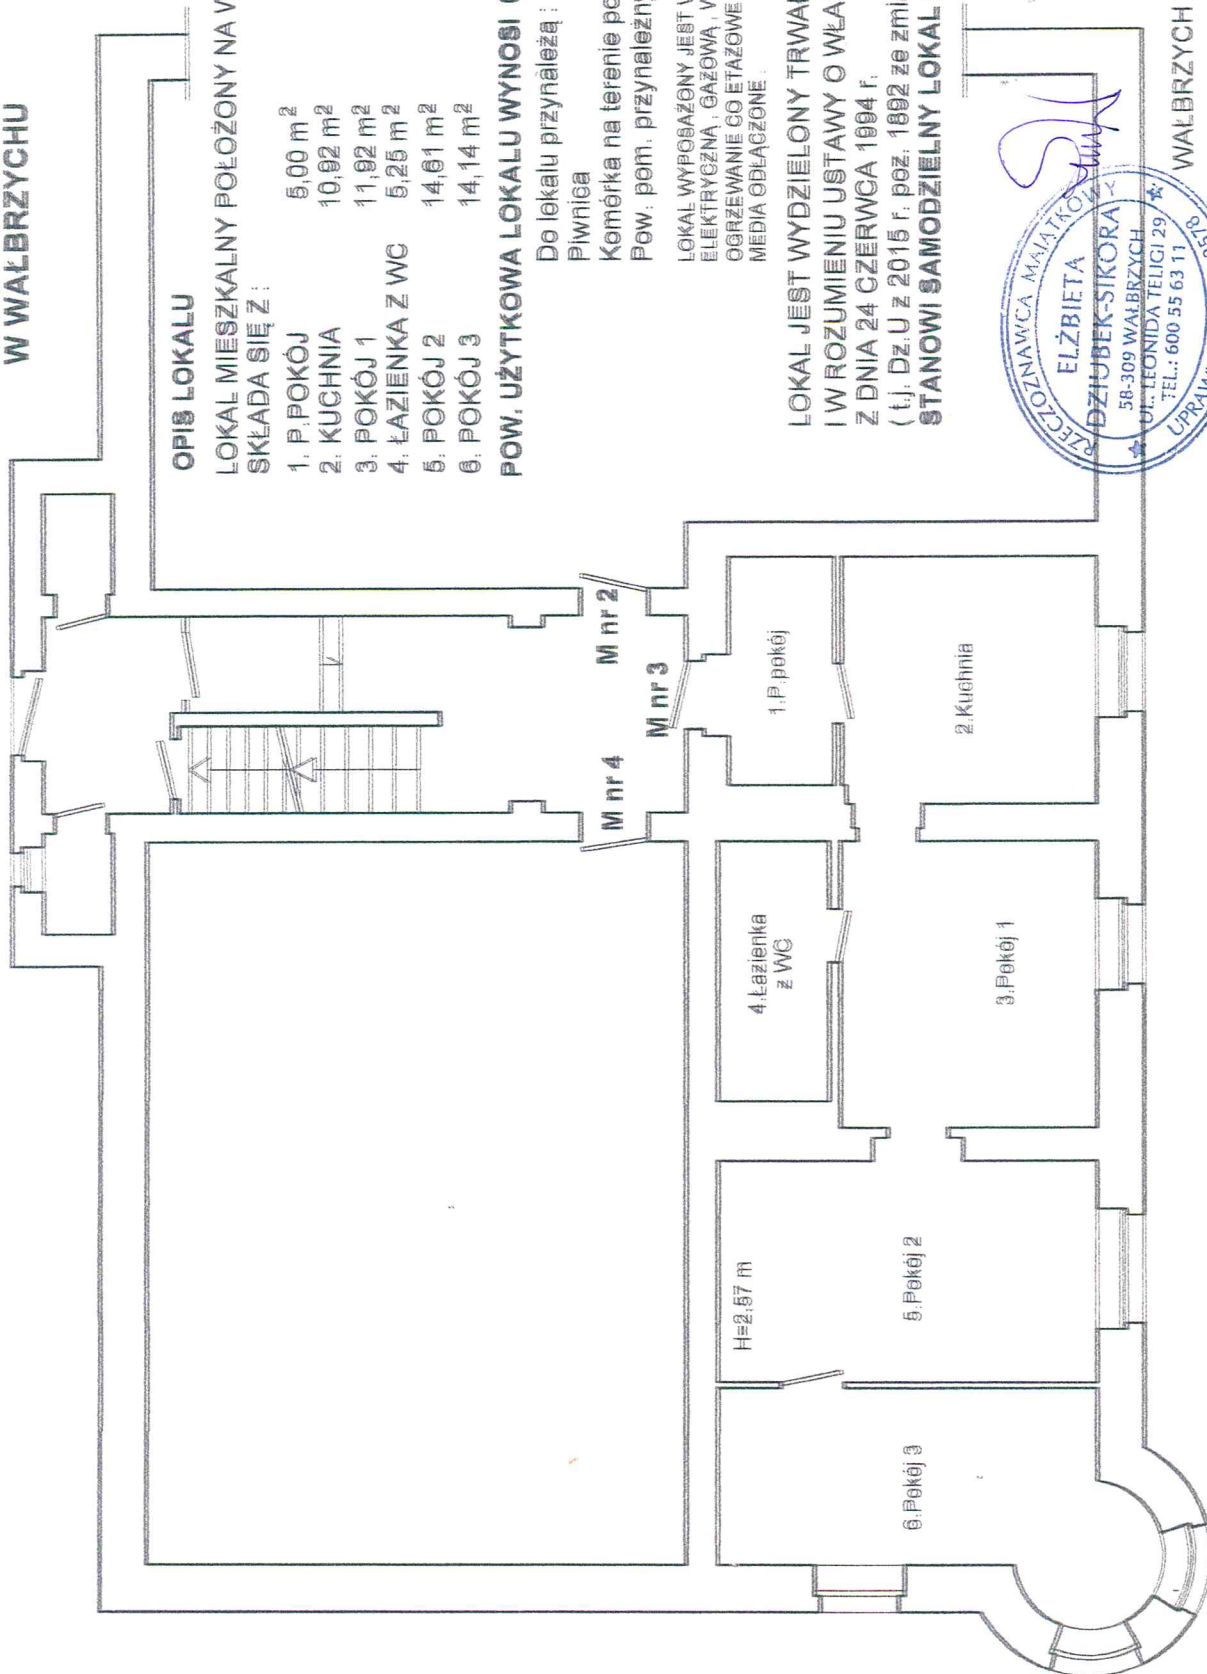 W WAŁBRZYCHU
OPIS LOKALU
LOKAL MIESZKALNY POŁOŻONY NA
SKŁADA SIĘ Z :
1. P.POKÓJ 5,00 m²
2. KUCHNIA 10,92 m²
3. POKÓJ 1 11,92 m²
4. ŁAZIENKA Z WC 5,25 m²
5. POKÓJ 2 14,61 m²
6. POKÓJ 3 14,14 m²
POW. UŻYTKOWA LOKALU WYNOSI
Do lokalu przynależą :
Piwnica
Komórka na terenie
Pow. pom. przynależny
LOKAL WYPOSAŻONY JEST
ELEKTRYCZNA, GAZOWA,
OGRZEWANIE CO ETAŻOWE
MEDIA ODŁĄCZONE.
LOKAL JEST WYDZIELONY
I W ROZUMIENIU USTAWY O
Z DNIA 24 CZERWCA 1994 r.
( t.j. Dz.U z 2015 r. poz. 1892 ze
STANOWI SAMODZIELNY LOKAL
RZECZOZNAWCA MAJĄTKOWY
ELŻBIETA
DZIUBEK-SIKORA
58-309 WAŁBRZYCH
UL. LEONIDA TELIGI 29
TEL.: 600 55 63 11
WAŁBRZYCH
M nr 2
M nr 3
M nr 4
1.P.pokój
2.Kuchnia
4.Łazienka
z WC
3.Pokój 1
H=2,57 m
5.Pokój 2
6.Pokój 3